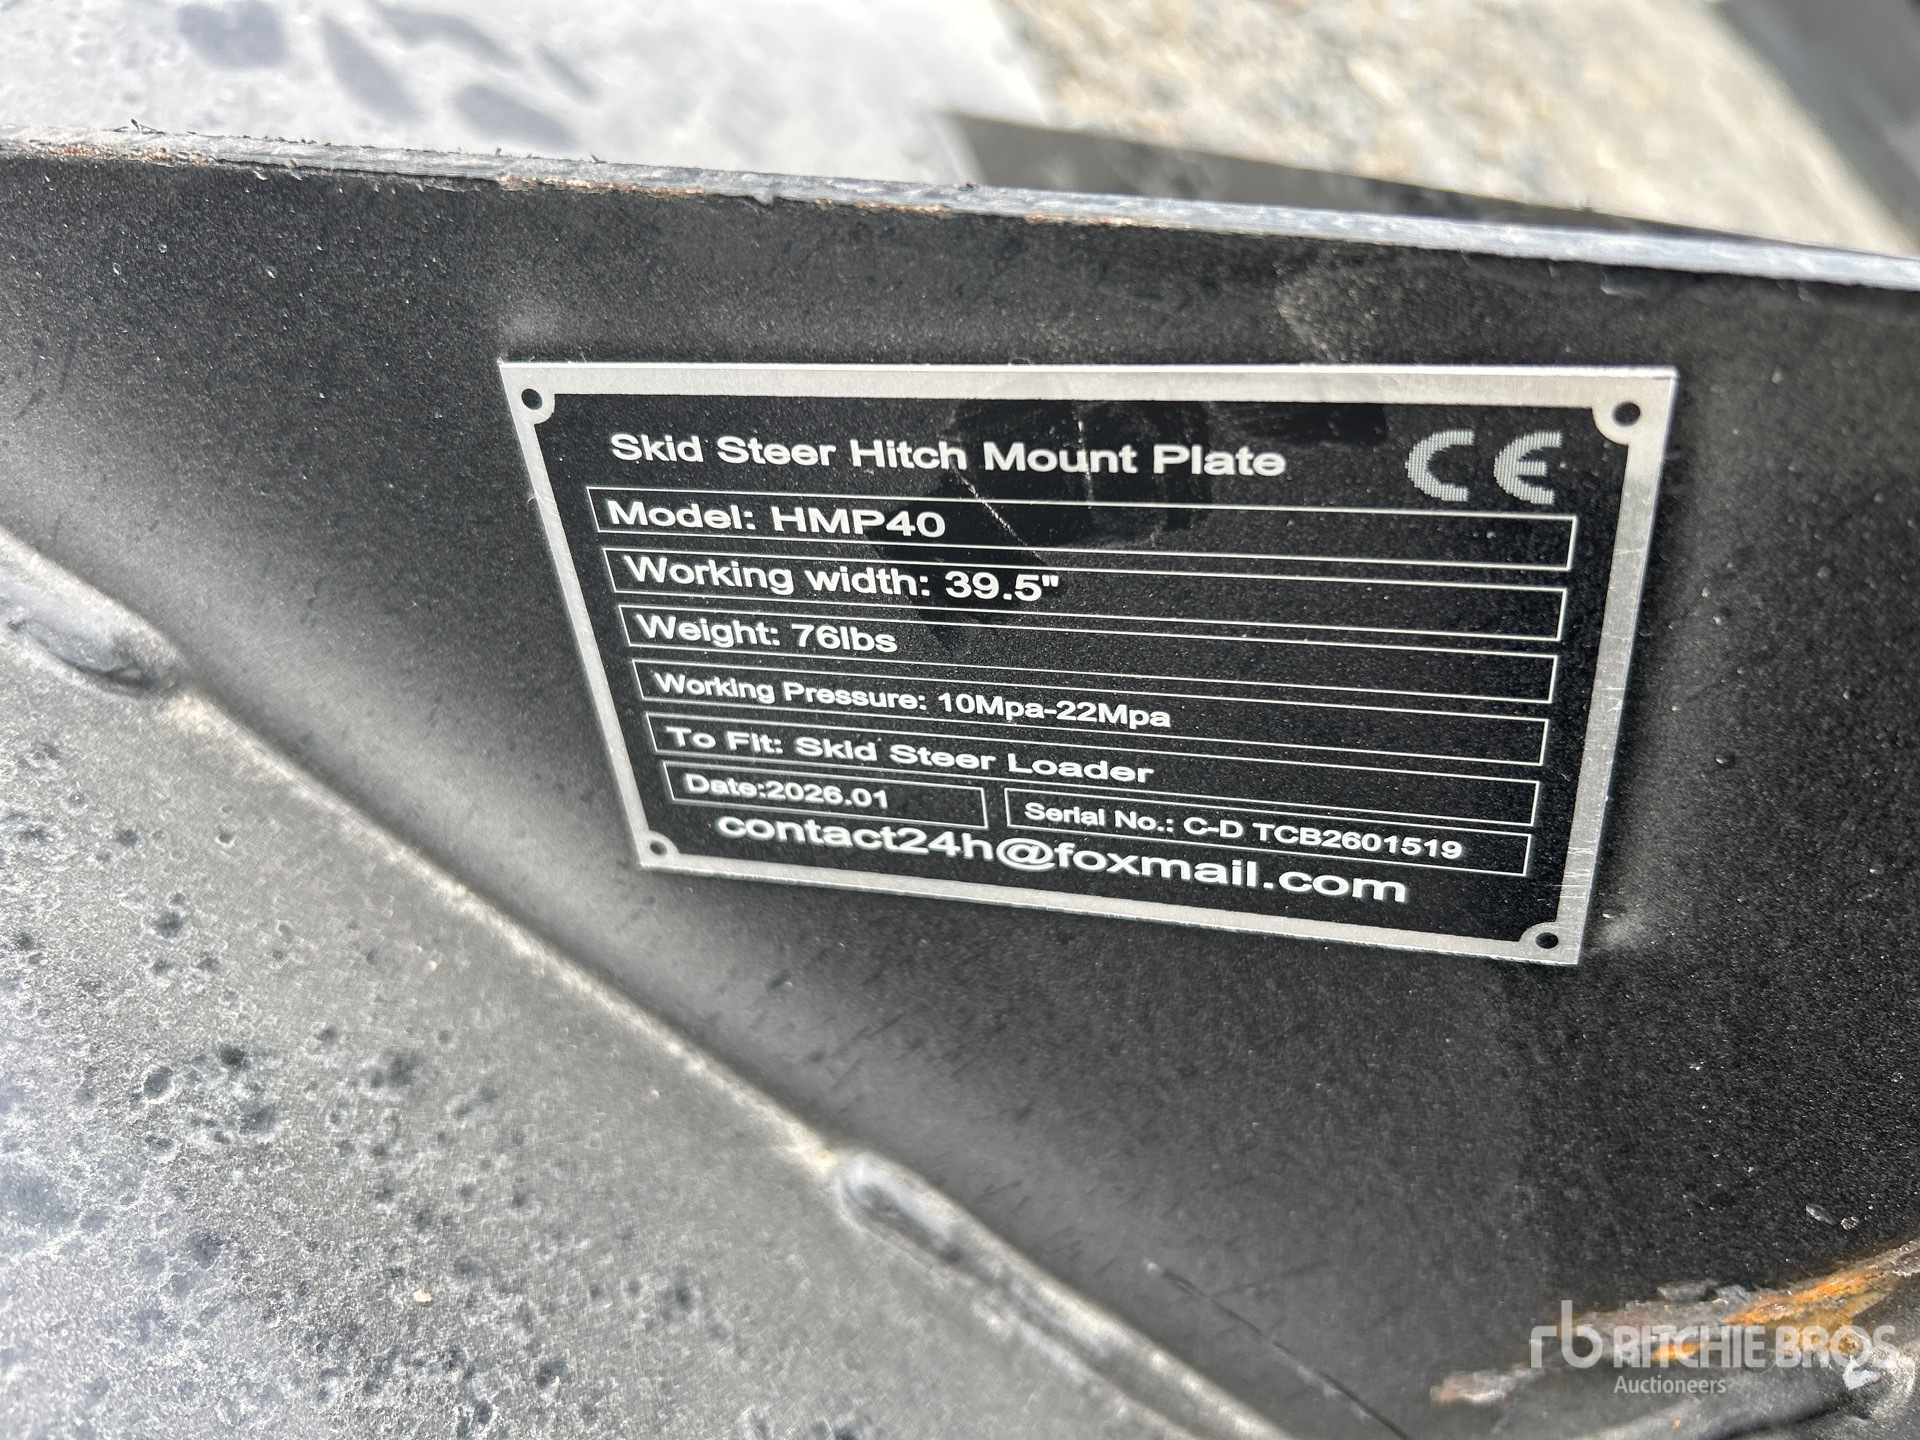 Skid Steer Hitch Mount Plate CE
Model: HMP40
Working width: 39.5"
Weight: 76lbs
Working Pressure: 10Mpa-22Mpa
To Fit: Skid Steer Loader
Date:2026.01 Serial No.: C-D TCB2601519
contact24h@foxmail.com
rb RITCHIE BROS
Auctioneers